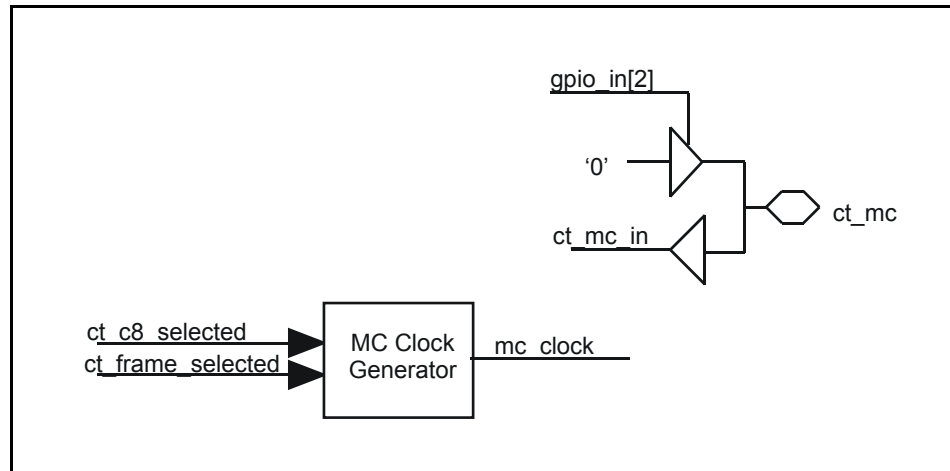 gpio_in[2]
‘0’
ct_mc
ct_mc_in
ct_c8_selected
ct_frame_selected
MC Clock
Generator
mc_clock